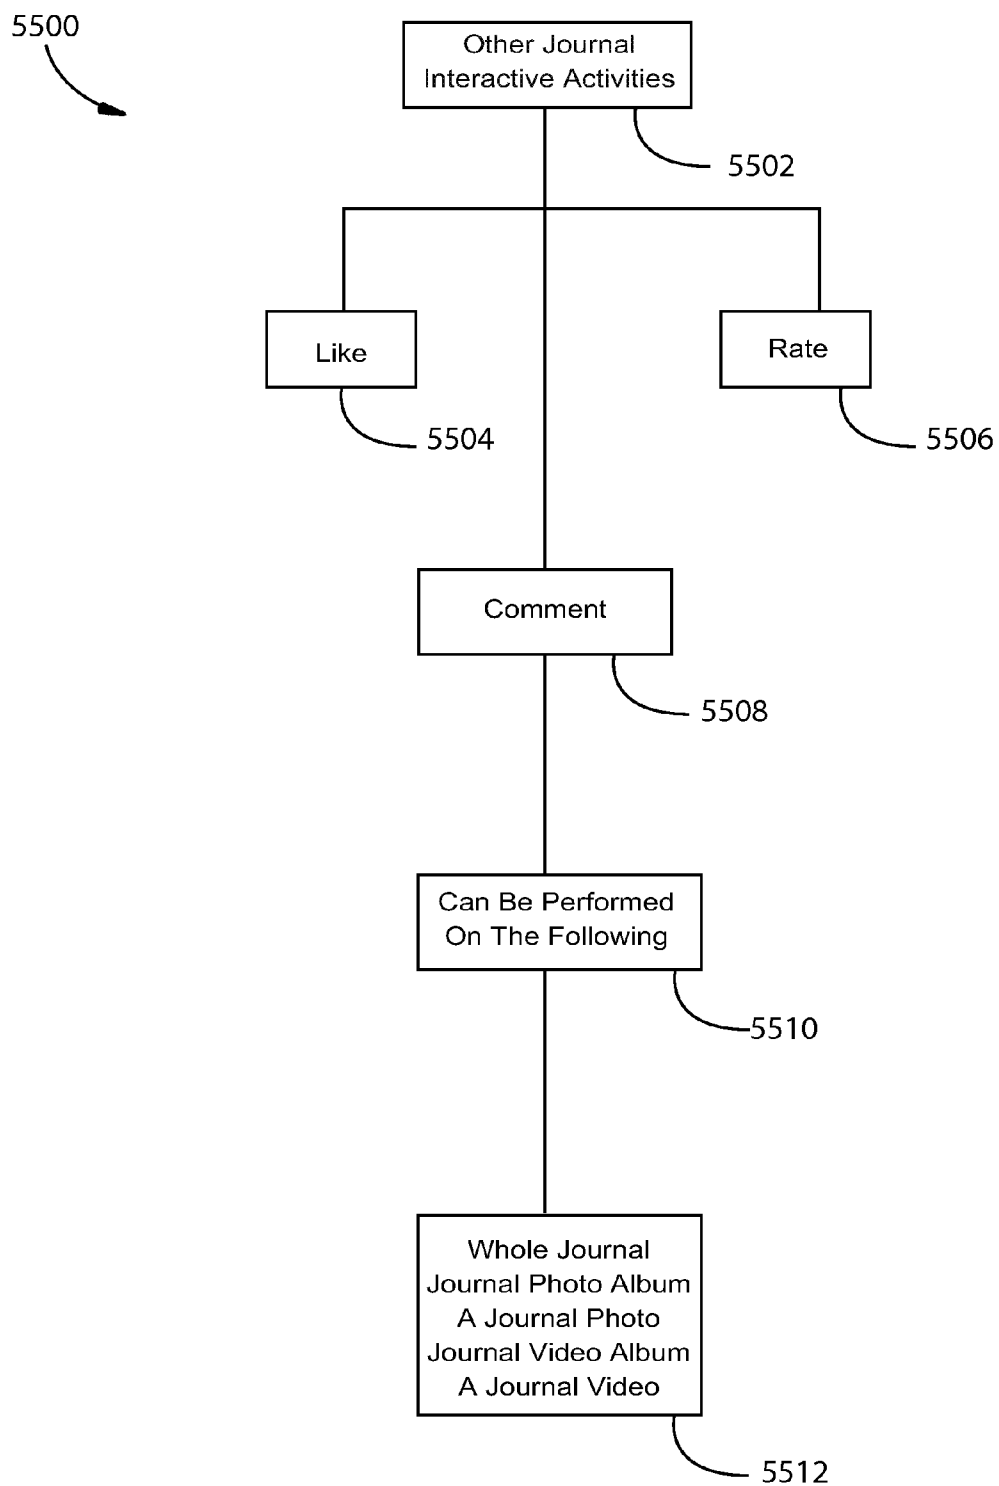 5500
Other Journal
Interactive Activities
5502
Like
5504
Rate
5506
Comment
5508
Can Be Performed
On The Following
5510
Whole Journal
Journal Photo Album
A Journal Photo
Journal Video Album
A Journal Video
5512